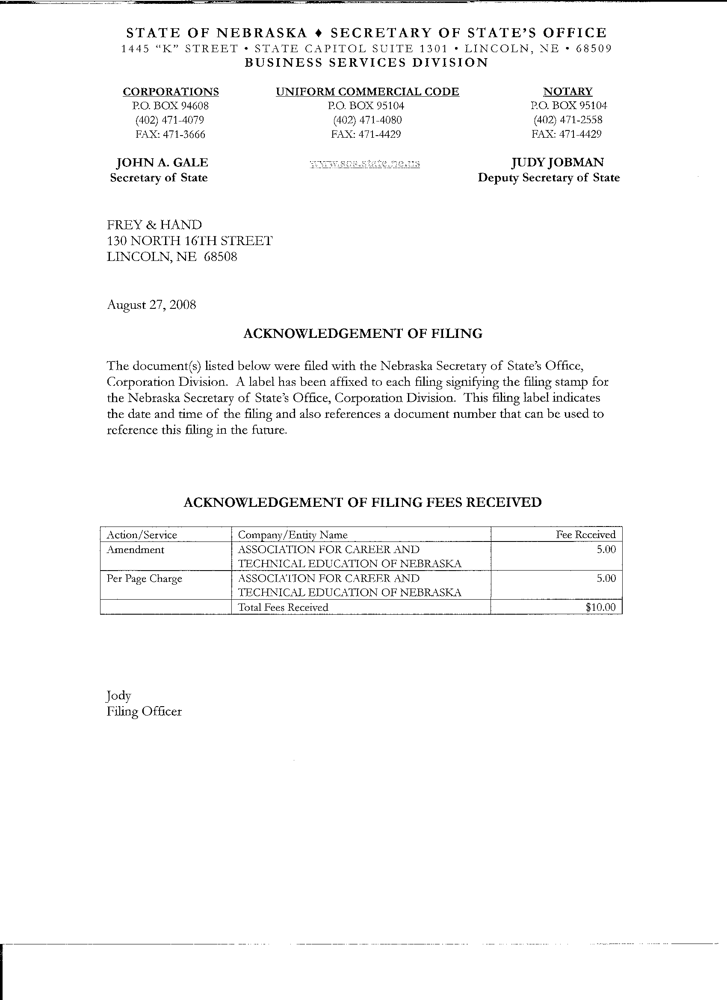 STATE OF NEBRASKA ♦ SECRETARY OF STATE'S OFFICE
1445 “K” STREET • STATE CAPITOL SUITE 1301 • LINCOLN, NE • 68509
BUSINESS SERVICES DIVISION
CORPORATIONS UNIFORM COMMERCIAL CODE NOTARY
P.O. BOX 94608 P.O. BOX 95104 P.O. BOX 95104
(402) 471-4079 (402) 471-4080 (402) 471-2558
FAX: 471-3666 FAX: 471-4429 FAX: 471-4429
JOHN A. GALE www.sos.state.ne.us JUDY JOBMAN
Secretary of State Deputy Secretary of State
FREY & HAND
130 NORTH 16TH STREET
LINCOLN, NE 68508
August 27, 2008
ACKNOWLEDGEMENT OF FILING
The document(s) listed below were filed with the Nebraska Secretary of State's Office,
Corporation Division. A label has been affixed to each filing signifying the filing stamp for
the Nebraska Secretary of State's Office, Corporation Division. This filing label indicates
the date and time of the filing and also references a document number that can be used to
reference this filing in the future.
ACKNOWLEDGEMENT OF FILING FEES RECEIVED
Action/Service Company/Entity Name Fee Received
Amendment ASSOCIATION FOR CAREER AND 5.00
TECHNICAL EDUCATION OF NEBRASKA
Per Page Charge ASSOCIATION FOR CAREER AND 5.00
TECHNICAL EDUCATION OF NEBRASKA
Total Fees Received $10.00
Jody
Filing Officer